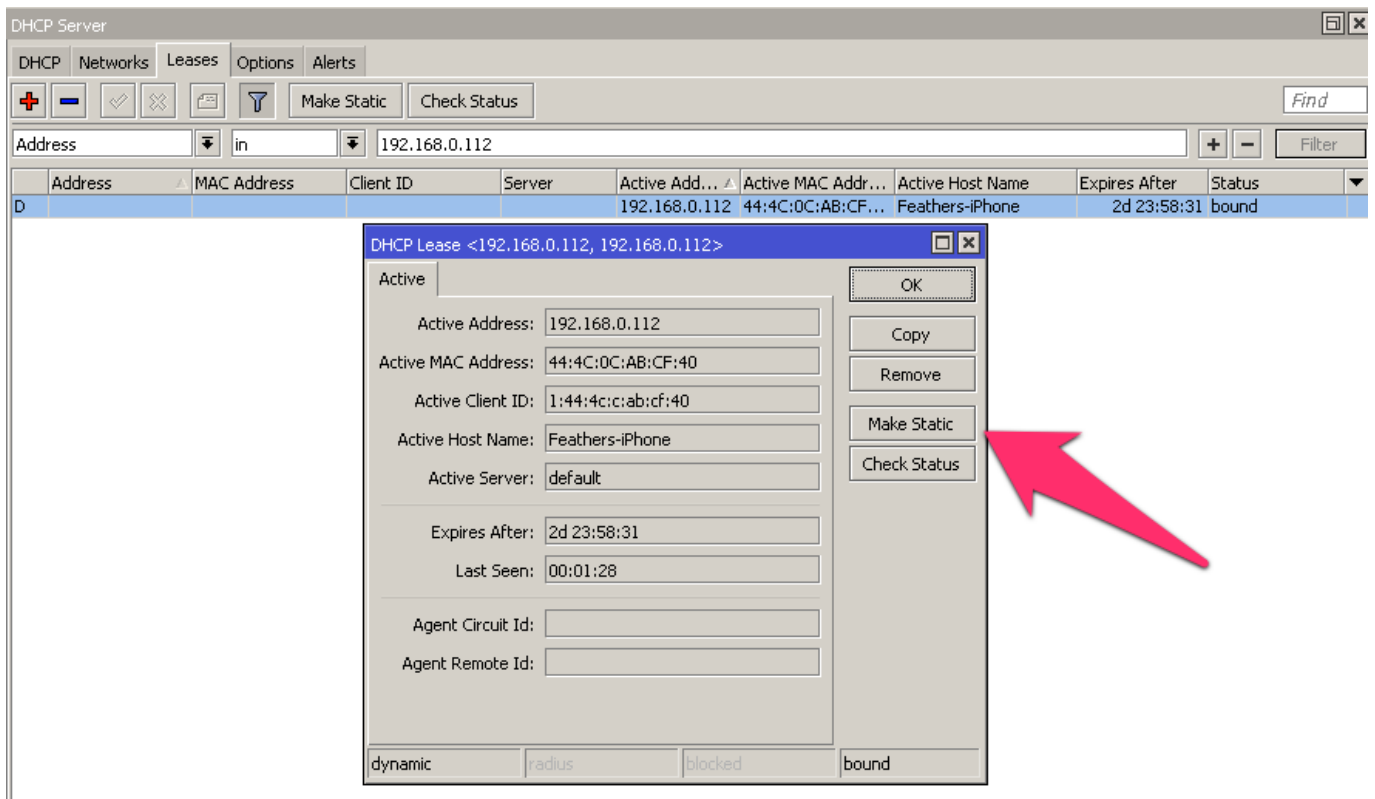 DHCP Server
DHCP Networks Leases Options Alerts
Make Static Check Status Find
Address in 192.168.0.112 Filter
Address MAC Address Client ID Server Active Add... Active MAC Addr... Active Host Name Expires After Status
D 192.168.0.112 44:4C:0C:AB:CF... Feathers-iPhone 2d 23:58:31 bound
DHCP Lease <192.168.0.112, 192.168.0.112>
Active
OK
Active Address: 192.168.0.112
Copy
Active MAC Address: 44:4C:0C:AB:CF:40
Remove
Active Client ID: 1:44:4c:c:ab:cf:40
Make Static
Active Host Name: Feathers-iPhone
Check Status
Active Server: default
Expires After: 2d 23:58:31
Last Seen: 00:01:28
Agent Circuit Id:
Agent Remote Id:
dynamic radius blocked bound